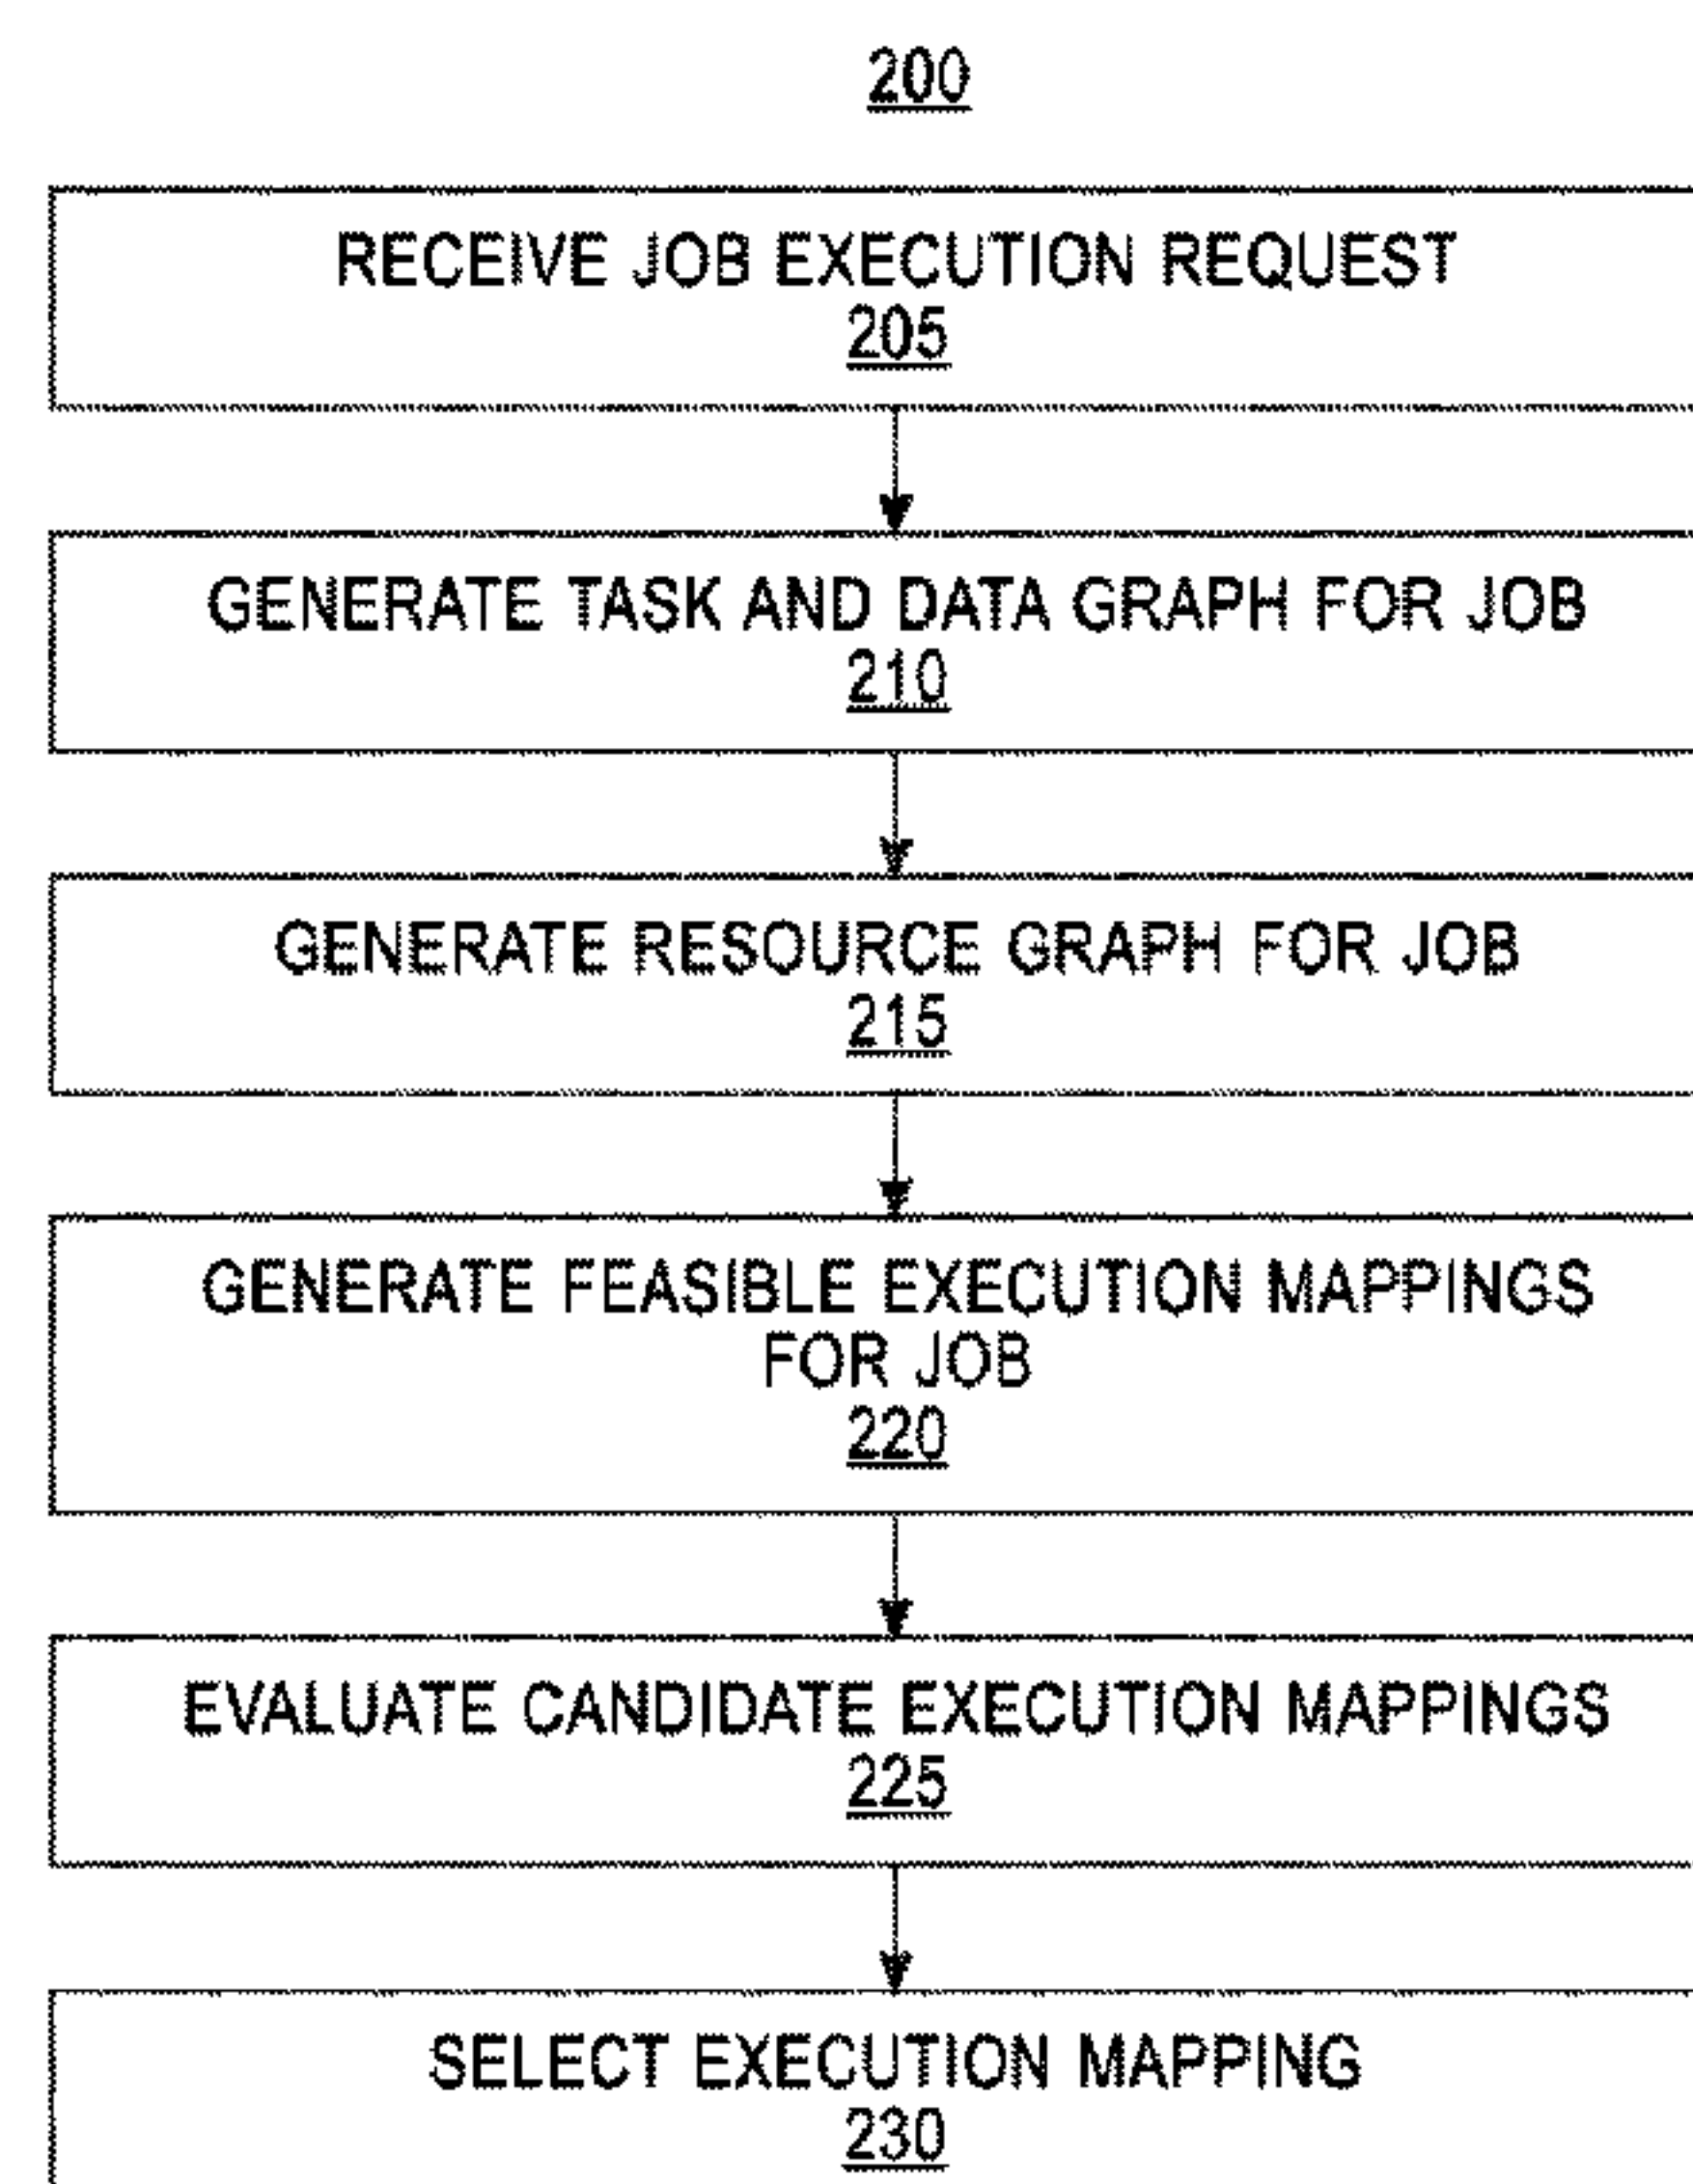 200
RECEIVE JOB EXECUTION REQUEST
205
GENERATE TASK AND DATA GRAPH FOR JOB
210
GENERATE RESOURCE GRAPH FOR JOB
215
GENERATE FEASIBLE EXECUTION MAPPINGS
FOR JOB
220
EVALUATE CANDIDATE EXECUTION MAPPINGS
225
SELECT EXECUTION MAPPING
230